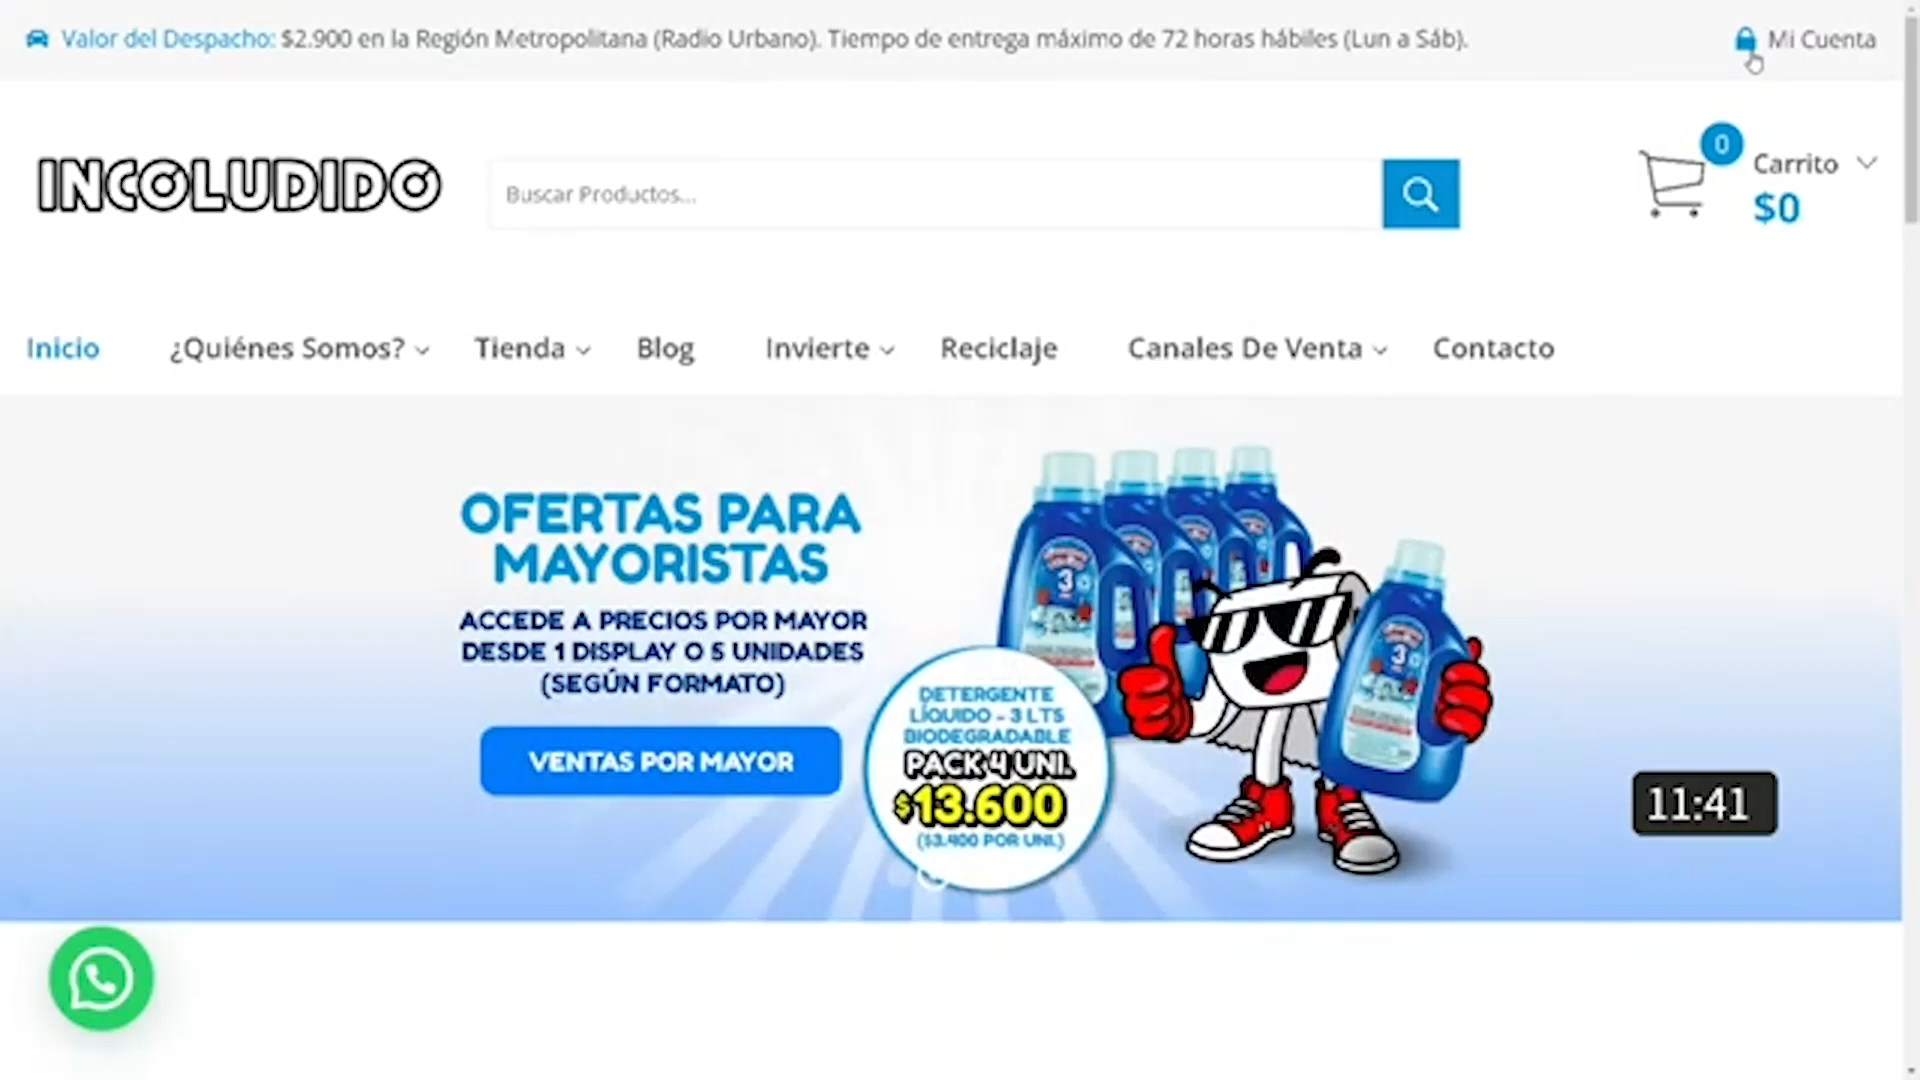 Valor del Despacho: $2.900 en la Región Metropolitana (Radio Urbano). Tiempo de entrega máximo de 72 horas hábiles (Lun a Sáb).
Mi Cuenta
INCOLUDIDO
Buscar Productos...
0
Carrito
$0
Inicio
¿Quiénes Somos?
Tienda
Blog
Invierte
Reciclaje
Canales De Venta
Contacto
OFERTAS PARA
MAYORISTAS
ACCEDE A PRECIOS POR MAYOR
DESDE 1 DISPLAY O 5 UNIDADES
(SEGÚN FORMATO)
VENTAS POR MAYOR
DETERGENTE
LÍQUIDO - 3 LTS
BIODEGRADABLE
PACK 4 UNI.
$13.600
($3.400 POR UNI.)
3
3
11:41